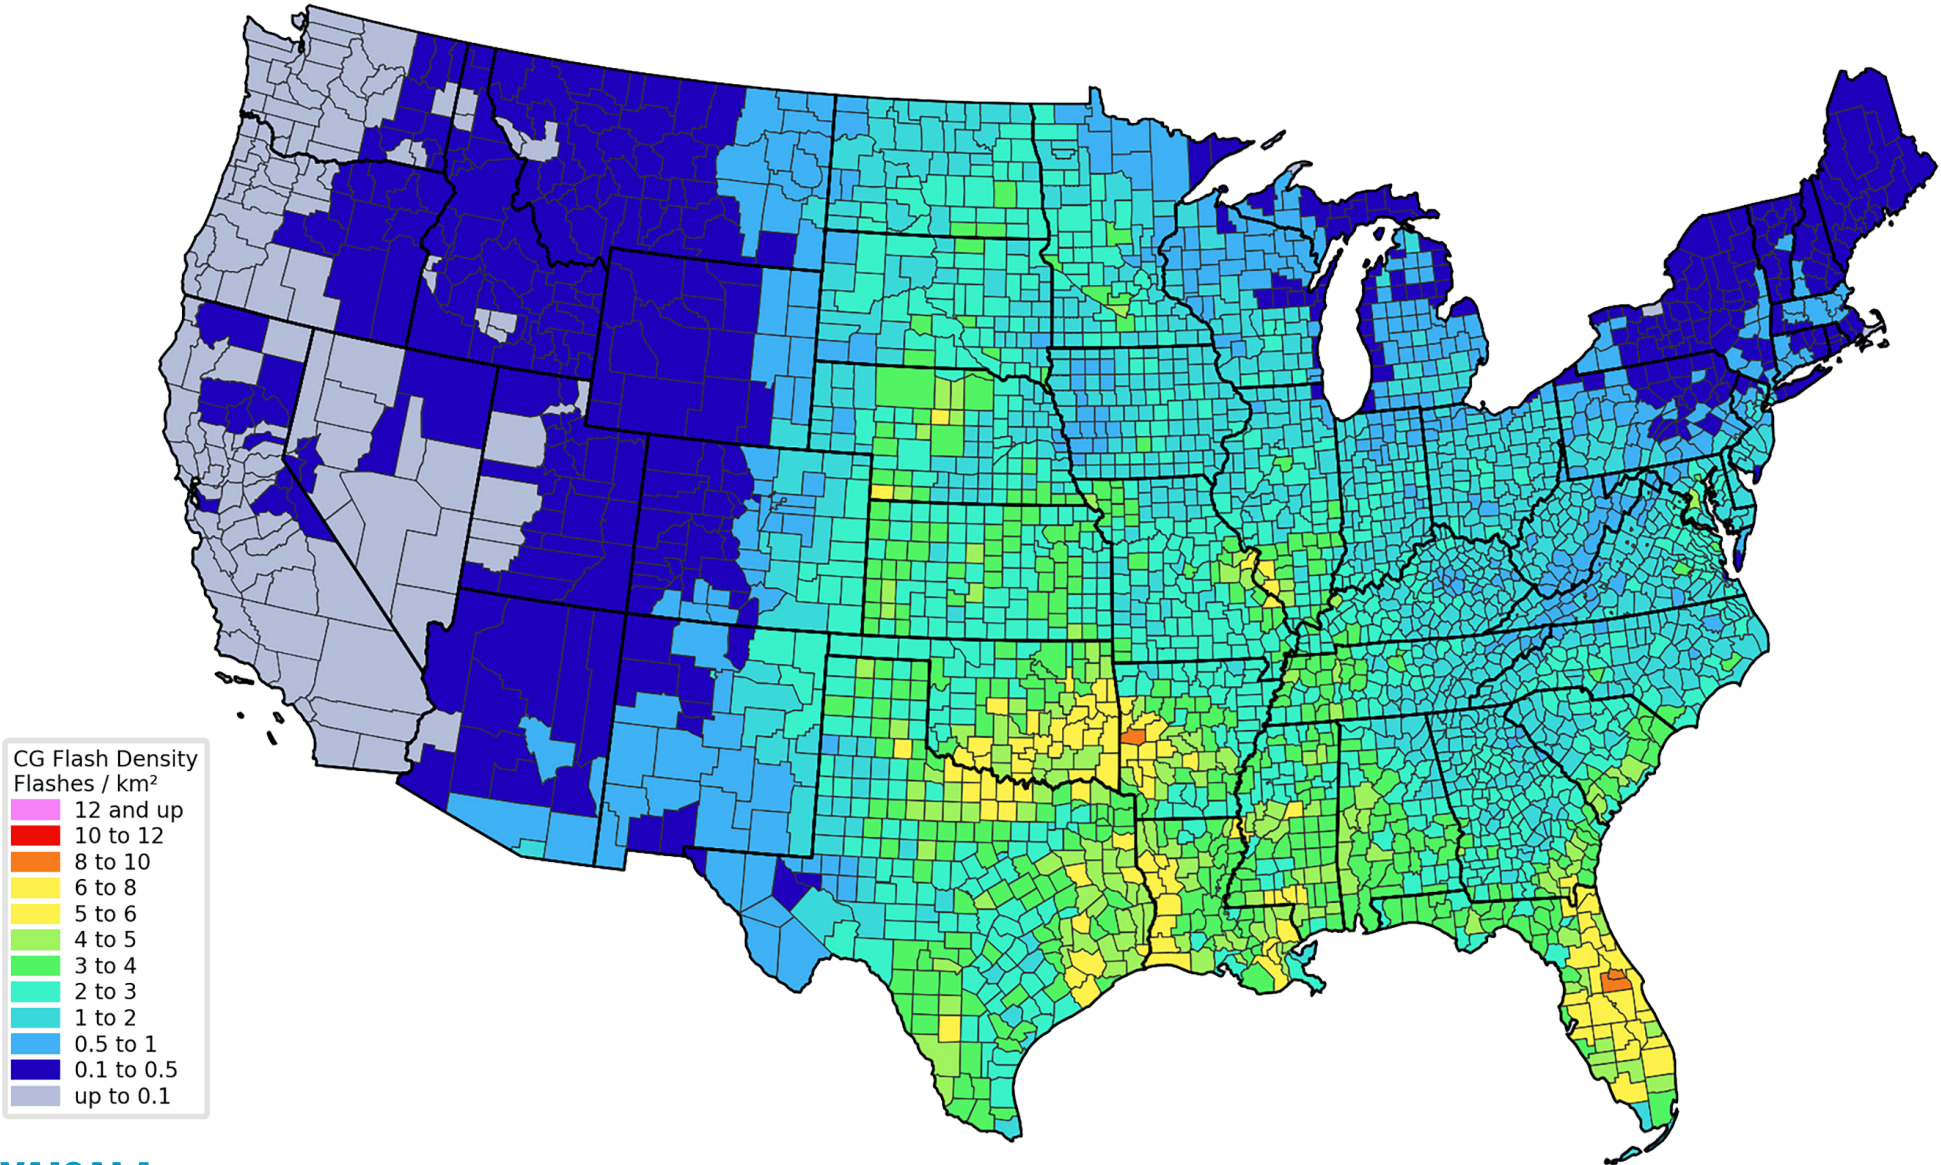 CG Flash Density
Flashes / km²
12 and up
10 to 12
8 to 10
6 to 8
5 to 6
4 to 5
3 to 4
2 to 3
1 to 2
0.5 to 1
0.1 to 0.5
up to 0.1